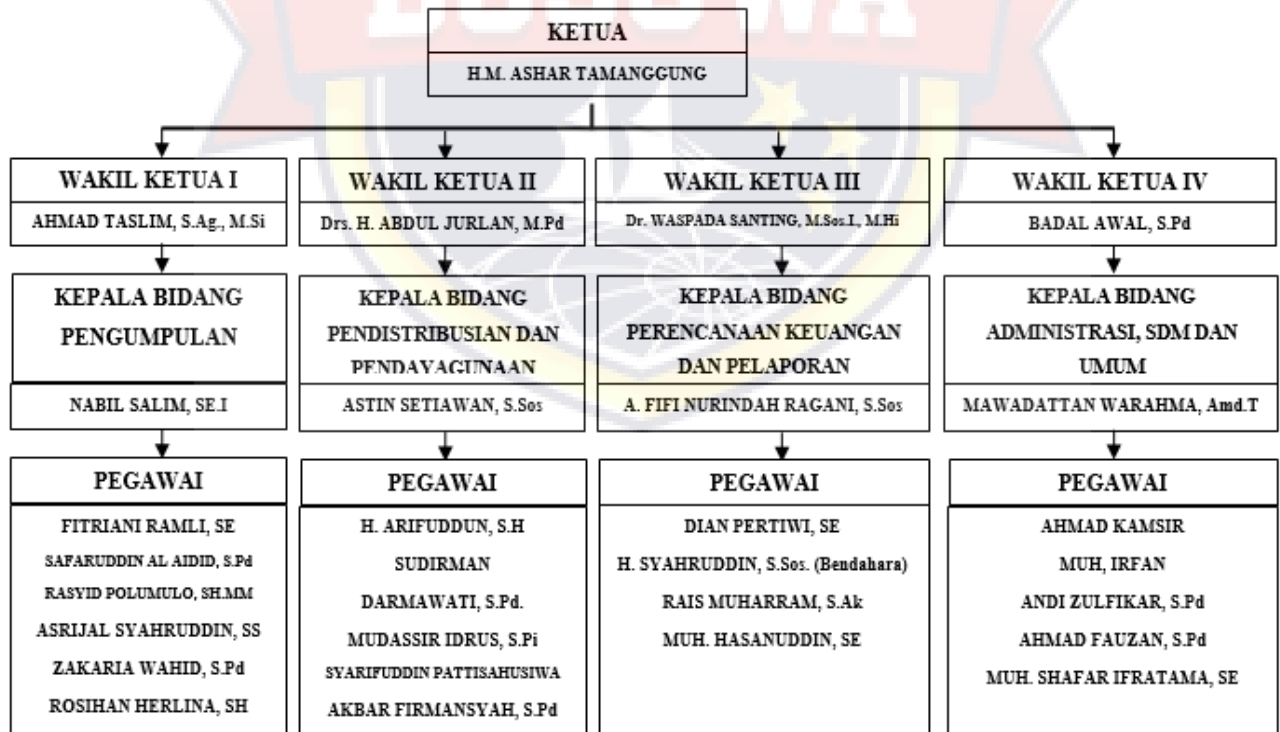 BOSOWA
KETUA
H.M. ASHAR TAMANGGUNG
WAKIL KETUA I
AHMAD TASLIM, S.Ag., M.Si
WAKIL KETUA II
Drs. H. ABDUL JURLAN, M.Pd
WAKIL KETUA III
Dr. WASPADA SANTING, M.Sos.I., M.Hi
WAKIL KETUA IV
BADAL AWAL, S.Pd
KEPALA BIDANG
PENGUMPULAN
NABIL SALIM, SE.I
KEPALA BIDANG
PENDISTRIBUSIAN DAN
PENDAYAGUNAAN
ASTIN SETIAWAN, S.Sos
KEPALA BIDANG
PERENCANAAN KEUANGAN
DAN PELAPORAN
A. FIFI NURINDAH RAGANI, S.Sos
KEPALA BIDANG
ADMINISTRASI, SDM DAN
UMUM
MAWADATTAN WARAHMA, Amd.T
PEGAWAI
FITRIANI RAMLI, SE
SAFARUDDIN AL AIDID, S.Pd
RASYID POLUMULO, SH.MM
ASRIJAL SYAHRUDDIN, SS
ZAKARIA WAHID, S.Pd
ROSIHAN HERLINA, SH
PEGAWAI
H. ARIFUDDUN, S.H
SUDIRMAN
DARMAWATI, S.Pd.
MUDASSIR IDRUS, S.Pi
SYARIFUDDIN PATTISAHUSIWA
AKBAR FIRMANSYAH, S.Pd
PEGAWAI
DIAN PERTIWI, SE
H. SYAHRUDDIN, S.Sos. (Bendahara)
RAIS MUHARRAM, S.Ak
MUH. HASANUDDIN, SE
PEGAWAI
AHMAD KAMSIR
MUH, IRFAN
ANDI ZULFIKAR, S.Pd
AHMAD FAUZAN, S.Pd
MUH. SHAFAR IFRATAMA, SE